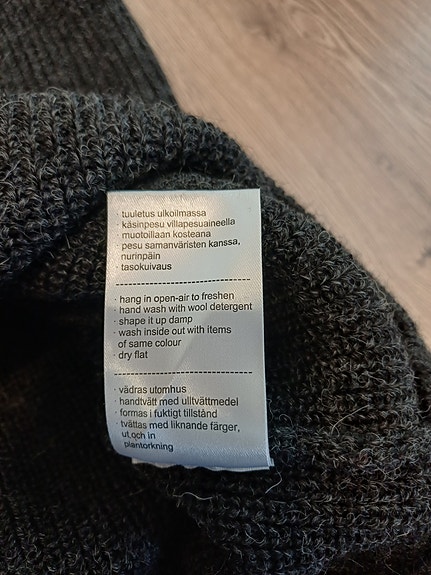 · tuuletus ulkoilmassa
· käsinpesu villapesuaineella
· muotoillaan kosteana
· pesu samanväristen kanssa,
nurinpäin
· tasokuivaus
· hang in open-air to freshen
· hand wash with wool detergent
· shape it up damp
· wash inside out with items
of same colour
· dry flat
· vädras utomhus
· handtvätt med ulltvättmedel
· formas i fuktigt tillstånd
· tvättas med liknande färger,
ut och in
plantorkning